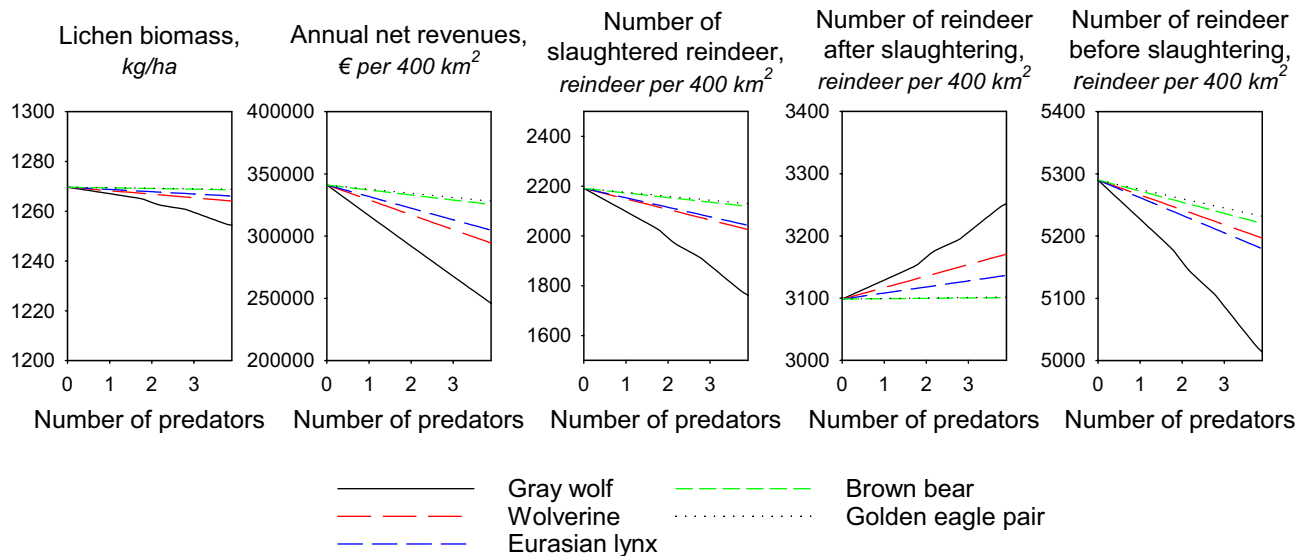 Lichen biomass,
kg/ha
Annual net revenues,
€ per 400 km²
Number of
slaughtered reindeer,
reindeer per 400 km²
Number of reindeer
after slaughtering,
reindeer per 400 km²
Number of reindeer
before slaughtering,
reindeer per 400 km²
1300
1280
1260
1240
1220
1200
0 1 2 3
Number of predators
400000
350000
300000
250000
200000
0 1 2 3
Number of predators
2400
2200
2000
1800
1600
0 1 2 3
Number of predators
3400
3300
3200
3100
3000
0 1 2 3
Number of predators
5400
5300
5200
5100
5000
0 1 2 3
Number of predators
Gray wolf
Wolverine
Eurasian lynx
Brown bear
Golden eagle pair